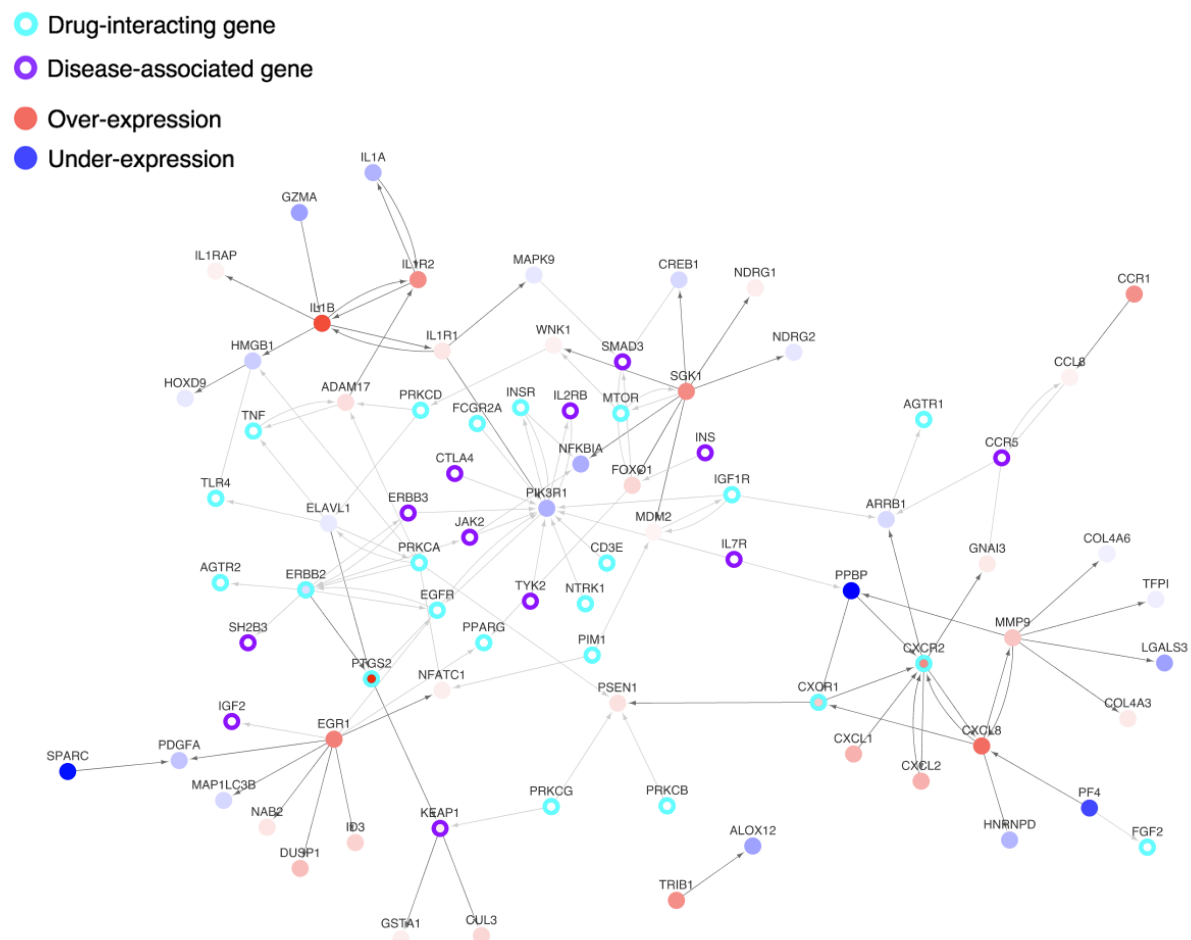 Drug-interacting gene
Disease-associated gene
Over-expression
Under-expression
IL1A
GZMA
IL1RAP
IL1R2
MAPK9
CREB1
NDRG1
CCR1
IL1B
IL1R1
WNK1
SMAD3
NDRG2
HMGB1
SGK1
CCL8
HOXD9
ADAM17
PRKCD
INSR
IL2RB
MTOR
TNF
FCGR2A
AGTR1
NFKBIA
INS
CCR5
CTLA4
FOXO1
TLR4
PIK3R1
IGF1R
ELAVL1
ERBB3
ARRB1
JAK2
MDM2
COL4A6
PRKCA
CD3E
IL7R
GNAI3
AGTR2
ERBB2
PPBP
TFPI
EGFR
TYK2
NTRK1
MMP9
SH2B3
PPARG
PIM1
CXCR2
LGALS3
PTGS2
NFATC1
PSEN1
CXCR1
IGF2
EGR1
COL4A3
SPARC
PDGFA
CXCL1
CXCL8
CXCL2
MAP1LC3B
NAB2
ID3
KEAP1
PRKCG
PRKCB
PF4
DUSP1
ALOX12
HNRNPD
FGF2
TRIB1
GSTA1
CUL3